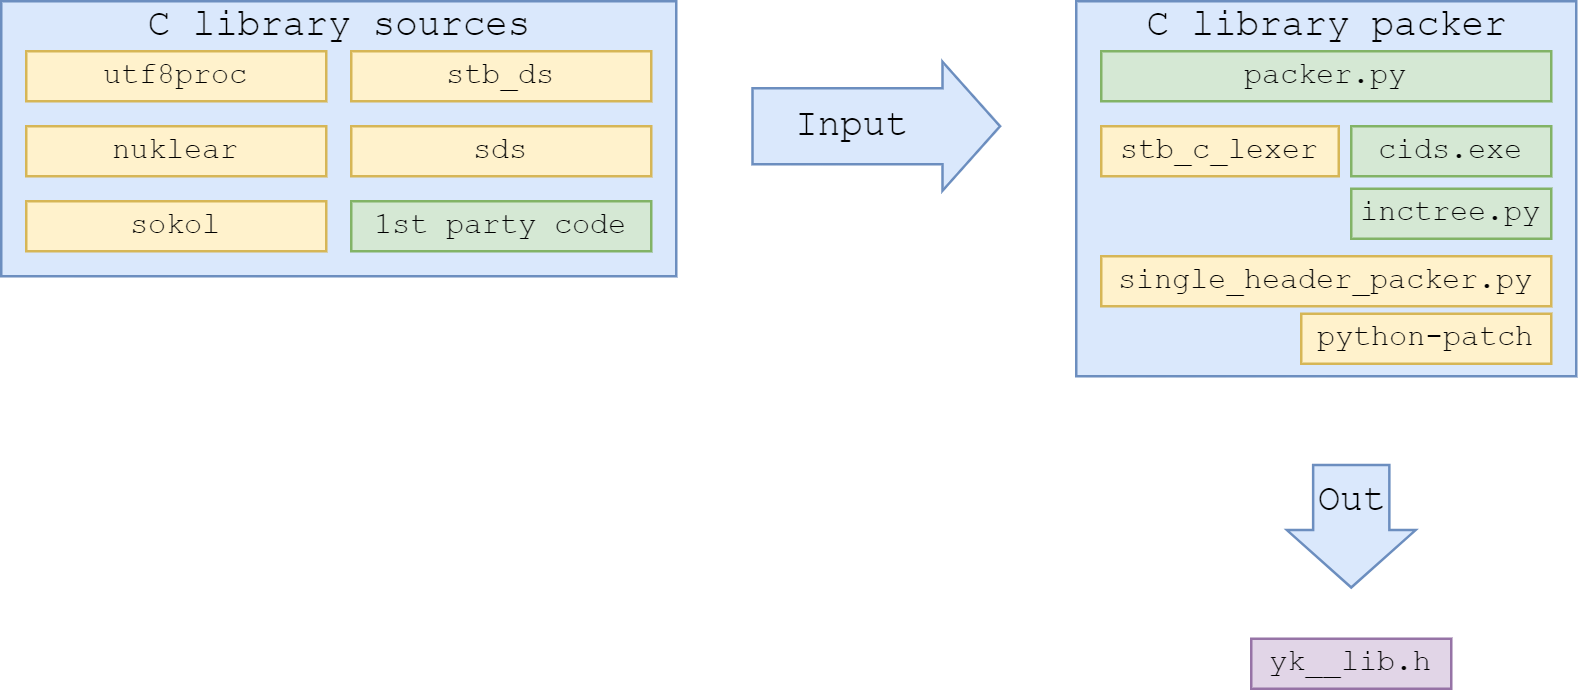 C library sources
utf8proc
stb_ds
nuklear
sds
sokol
1st party code
Input
C library packer
packer.py
stb_c_lexer
cids.exe
inctree.py
single_header_packer.py
python-patch
Out
yk__lib.h